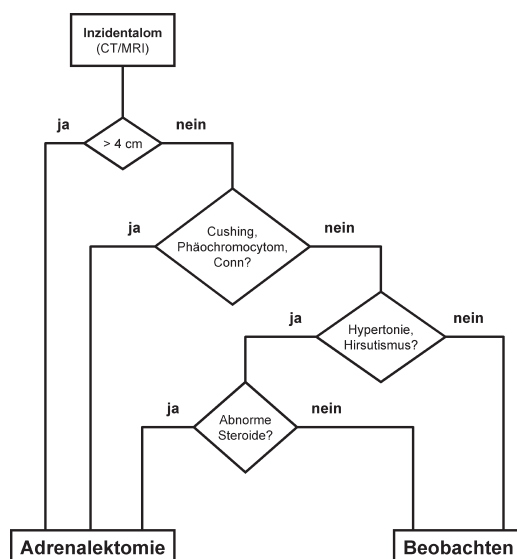 Inzidentalom
(CT/MRI)
ja
nein
> 4 cm
ja
nein
Cushing,
Phäochromocytom,
Conn?
ja
nein
Hypertonie,
Hirsutismus?
ja
nein
Abnorme
Steroide?
Adrenalektomie
Beobachten